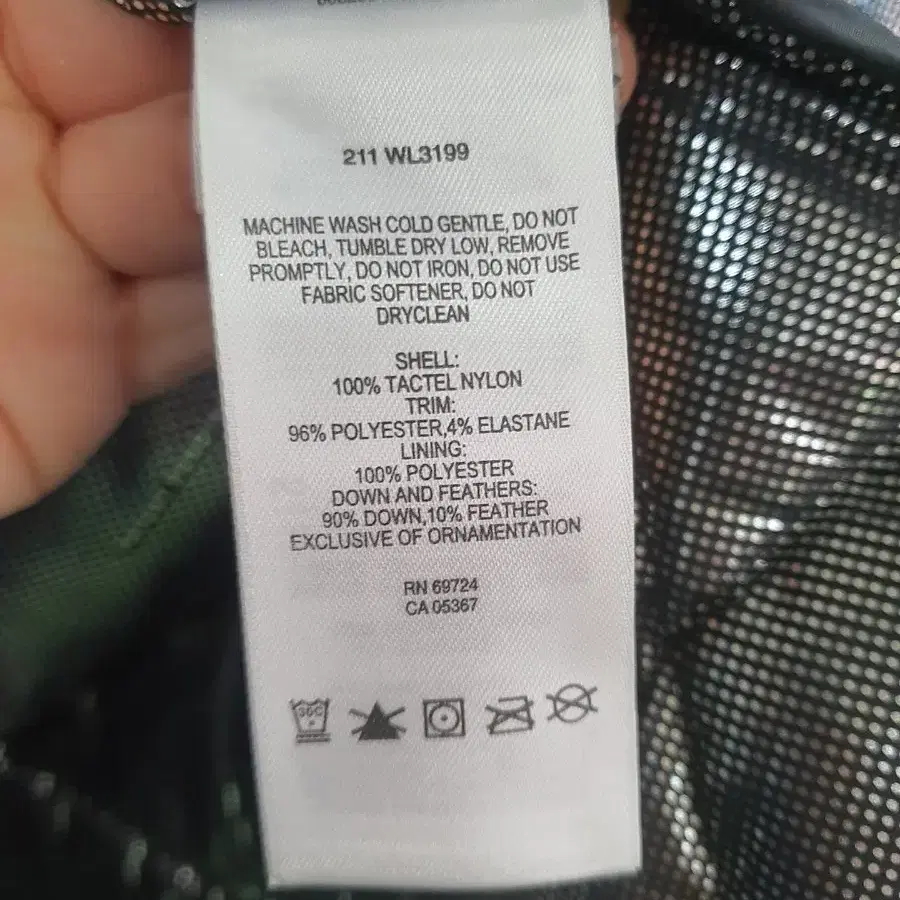 211 WL3199
MACHINE WASH COLD GENTLE, DO NOT
BLEACH, TUMBLE DRY LOW, REMOVE
PROMPTLY, DO NOT IRON, DO NOT USE
FABRIC SOFTENER, DO NOT
DRYCLEAN
SHELL:
100% TACTEL NYLON
TRIM:
96% POLYESTER,4% ELASTANE
LINING:
100% POLYESTER
DOWN AND FEATHERS:
90% DOWN,10% FEATHER
EXCLUSIVE OF ORNAMENTATION
RN 69724
CA 05367